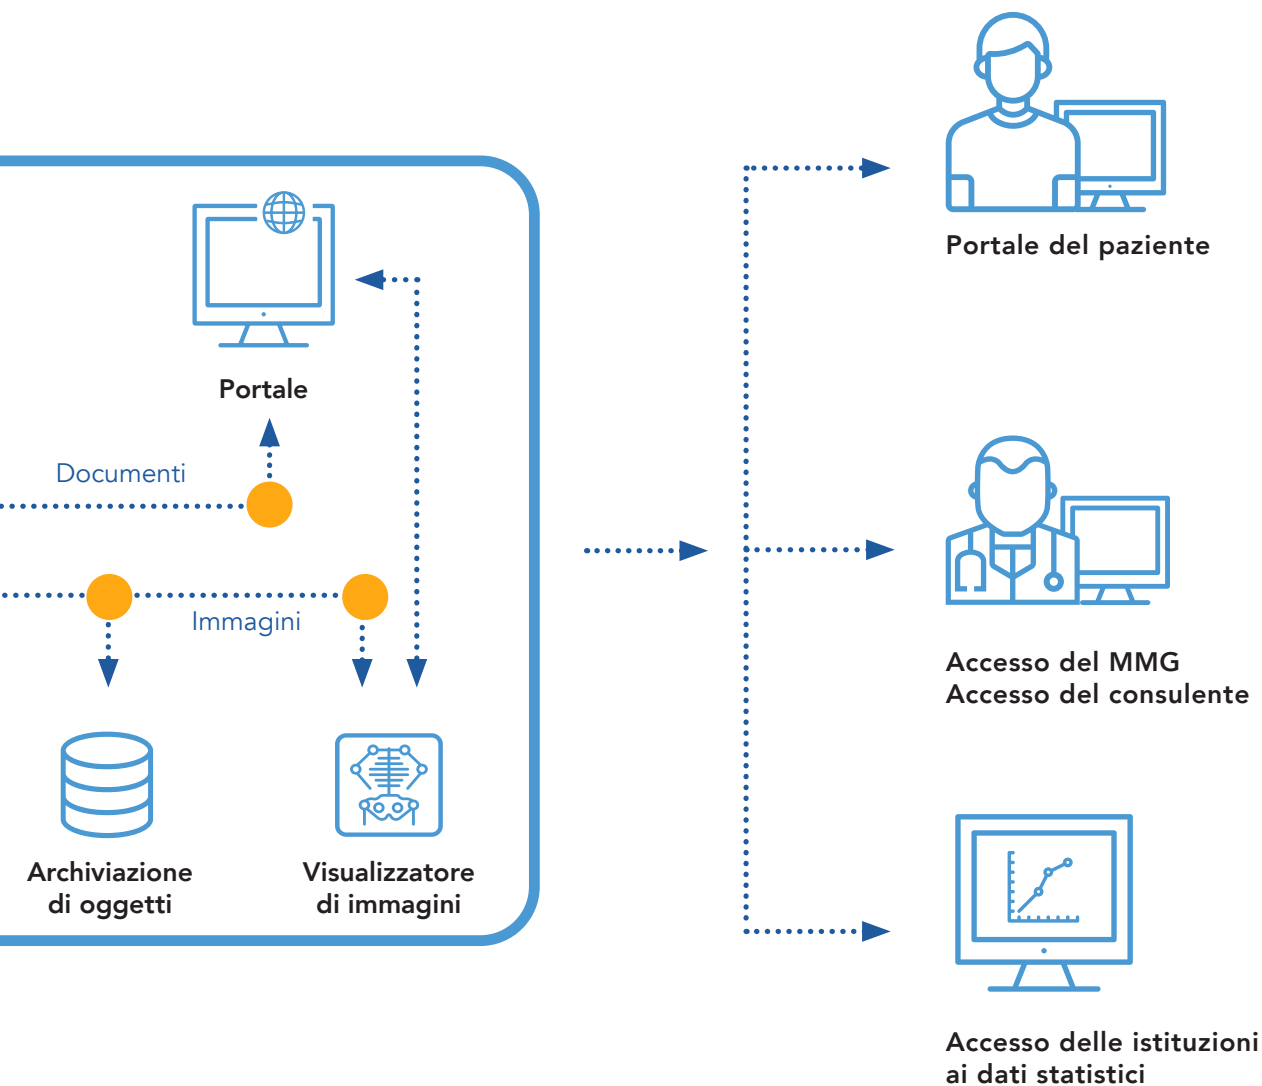 Portale
Documenti
Immagini
Archiviazione
di oggetti
Visualizzatore
di immagini
Portale del paziente
Accesso del MMG
Accesso del consulente
Accesso delle istituzioni
ai dati statistici